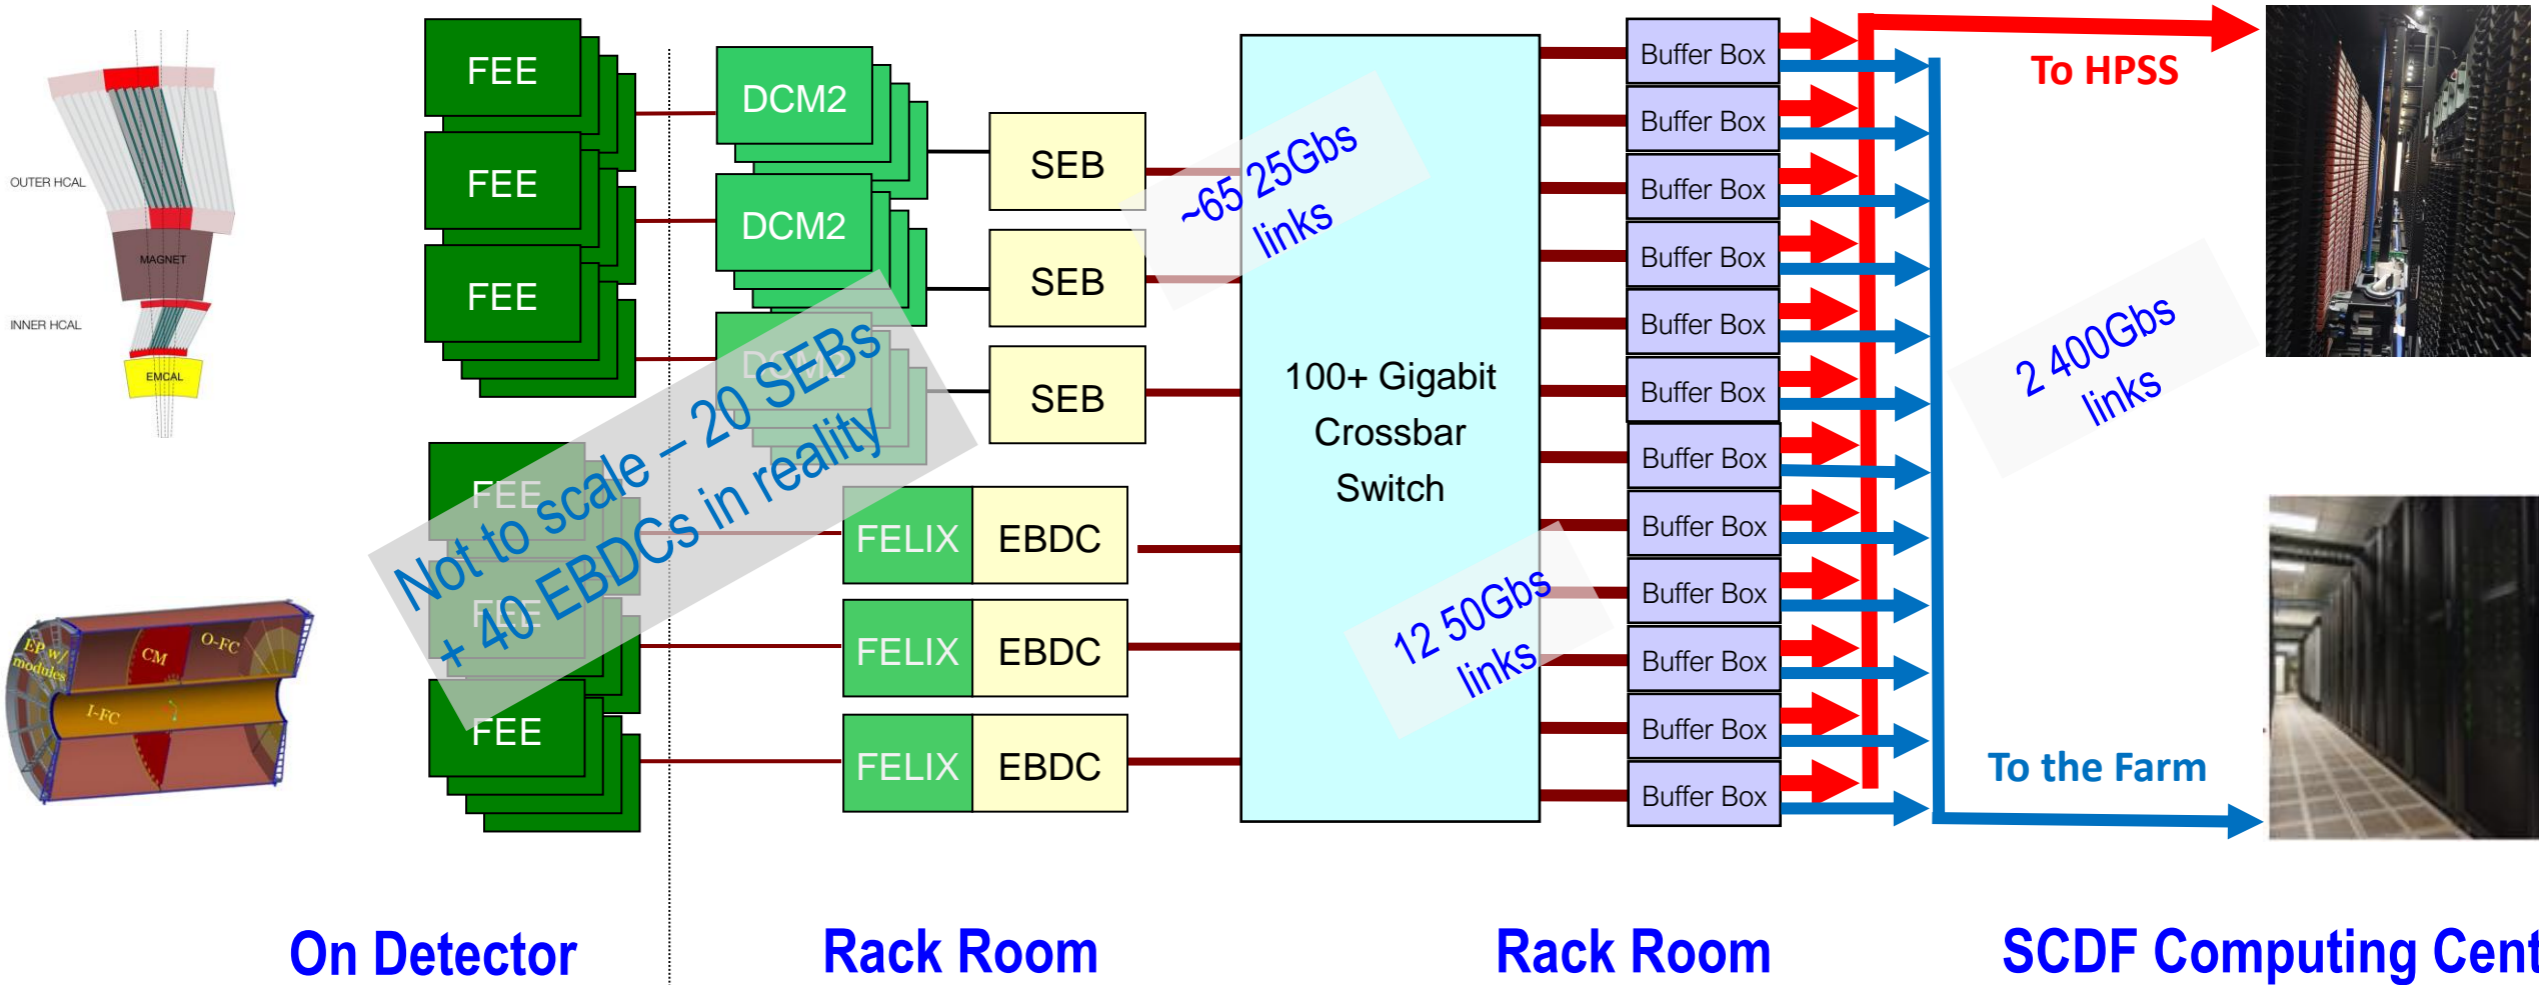 OUTER HCAL
MAGNET
INNER HCAL
EMCAL
EP w/
modules
CM
O-FC
I-FC
FEE
FEE
FEE
FEE
FEE
FEE
DCM2
DCM2
DCM2
SEB
SEB
SEB
FELIX
EBDC
FELIX
EBDC
FELIX
EBDC
Not to scale – 20 SEBs
+ 40 EBDCs in reality
~65 25Gbs
links
100+ Gigabit
Crossbar
Switch
12 50Gbs
links
Buffer Box
Buffer Box
Buffer Box
Buffer Box
Buffer Box
Buffer Box
Buffer Box
Buffer Box
Buffer Box
Buffer Box
Buffer Box
Buffer Box
To HPSS
2 400Gbs
links
To the Farm
On Detector
Rack Room
Rack Room
SCDF Computing Cent